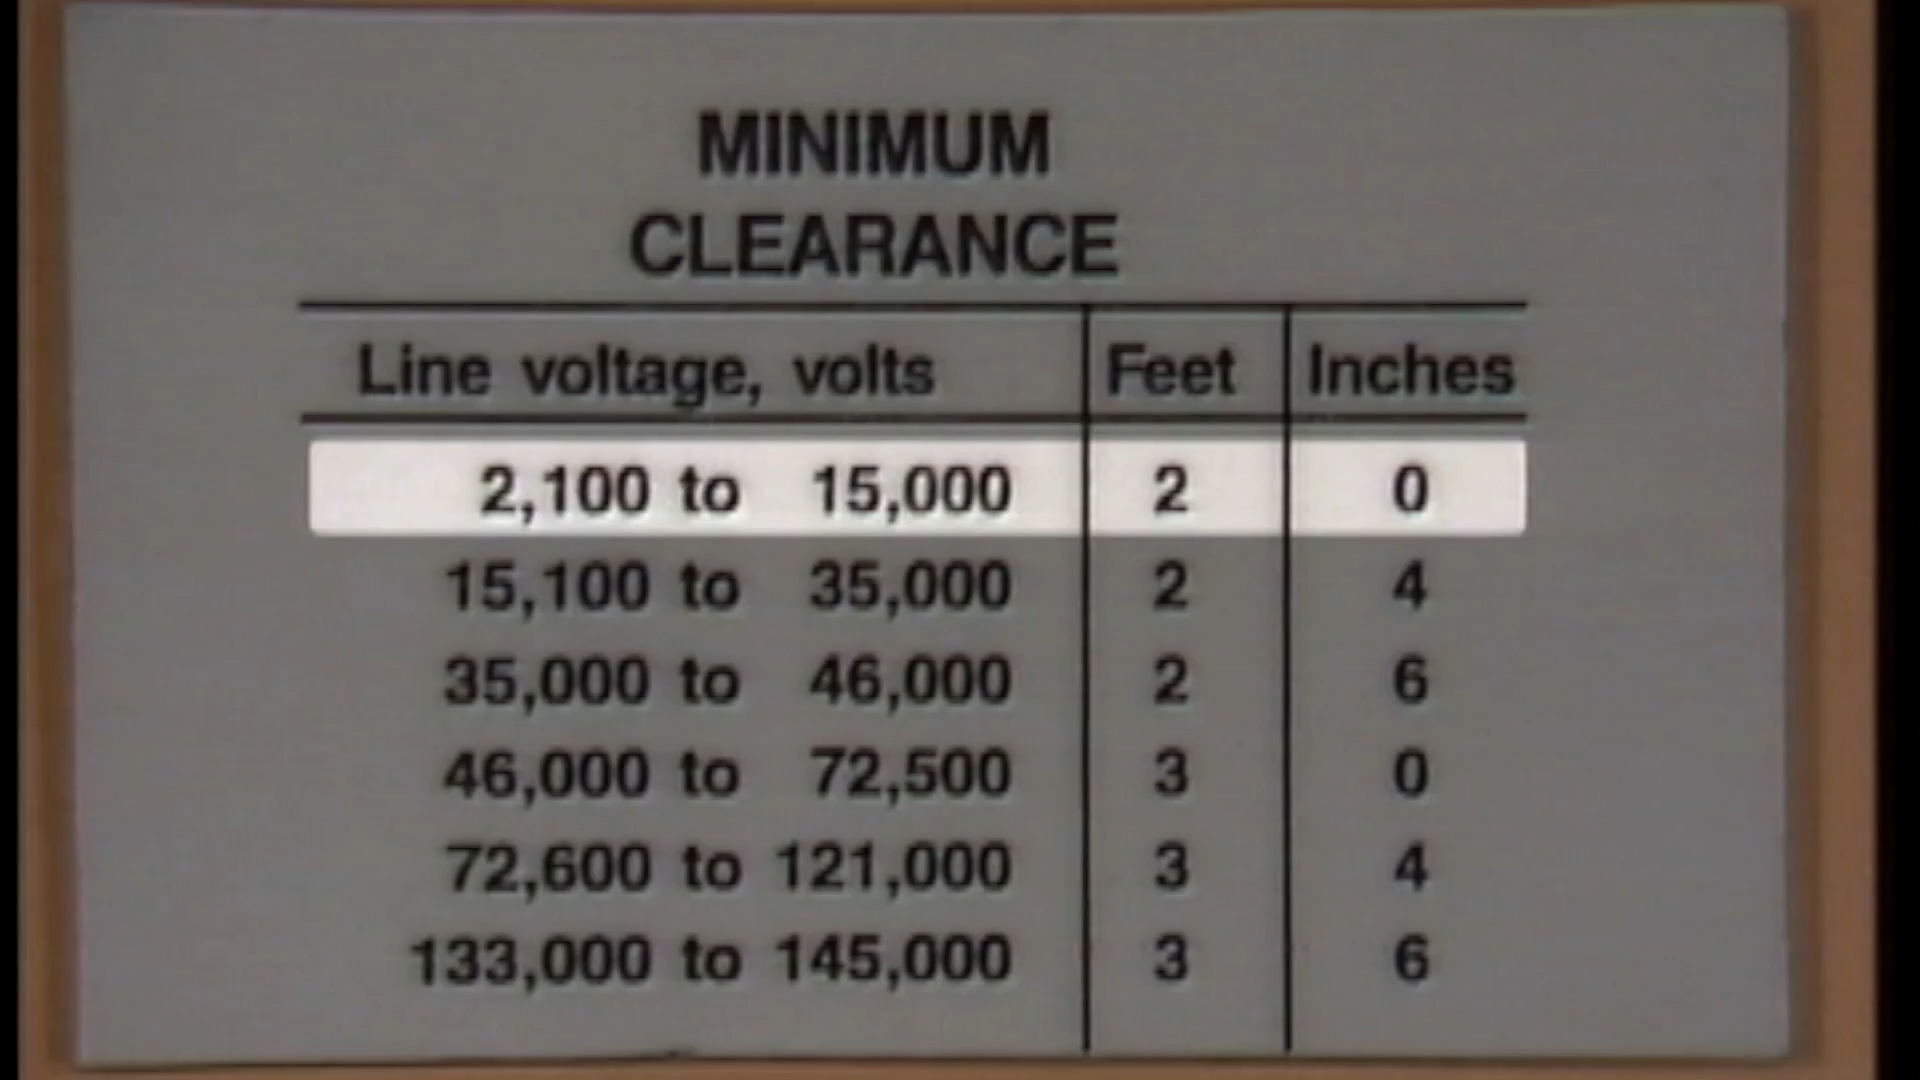 MINIMUM
CLEARANCE
Line voltage, volts Feet Inches
2,100 to 15,000 2 0
15,100 to 35,000 2 4
35,000 to 46,000 2 6
46,000 to 72,500 3 0
72,600 to 121,000 3 4
133,000 to 145,000 3 6